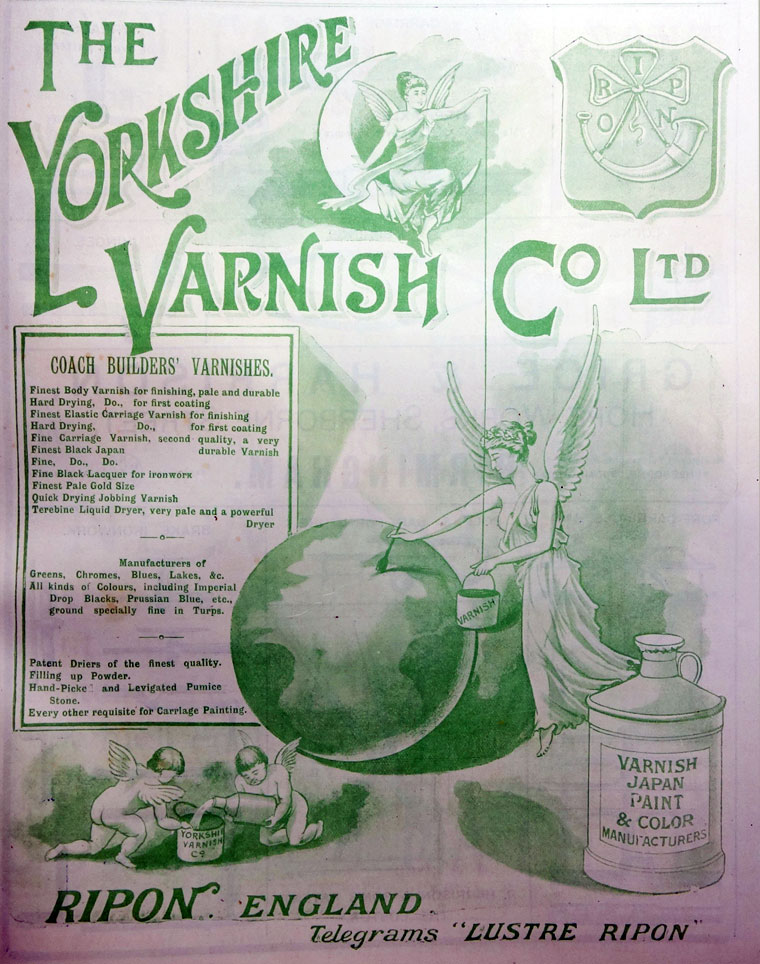 THE
YORKSHIRE
VARNISH CO LTD
RIPON
COACH BUILDERS' VARNISHES.
Finest Body Varnish for finishing, pale and durable
Hard Drying, Do., for first coating
Finest Elastic Carriage Varnish for finishing
Hard Drying, Do., for first coating
Fine Carriage Varnish, second quality, a very
Finest Black Japan durable Varnish
Fine, Do., Do.
Fine Black Lacquer for ironwork
Finest Pale Gold Size
Quick Drying Jobbing Varnish
Terebine Liquid Dryer, very pale and a powerful
Dryer
Manufacturers of
Greens, Chromes, Blues, Lakes, &c.
All kinds of Colours, including Imperial
Drop Blacks, Prussian Blue, etc.,
ground specially fine in Turps.
Patent Driers of the finest quality.
Filling up Powder.
Hand-Picke and Levigated Pumice
Stone.
Every other requisite for Carriage Painting.
VARNISH
VARNISH
JAPAN
PAINT
& COLOR
MANUFACTURERS
YORKSHIRE
VARNISH
Co
RIPON. ENGLAND.
Telegrams "LUSTRE RIPON"